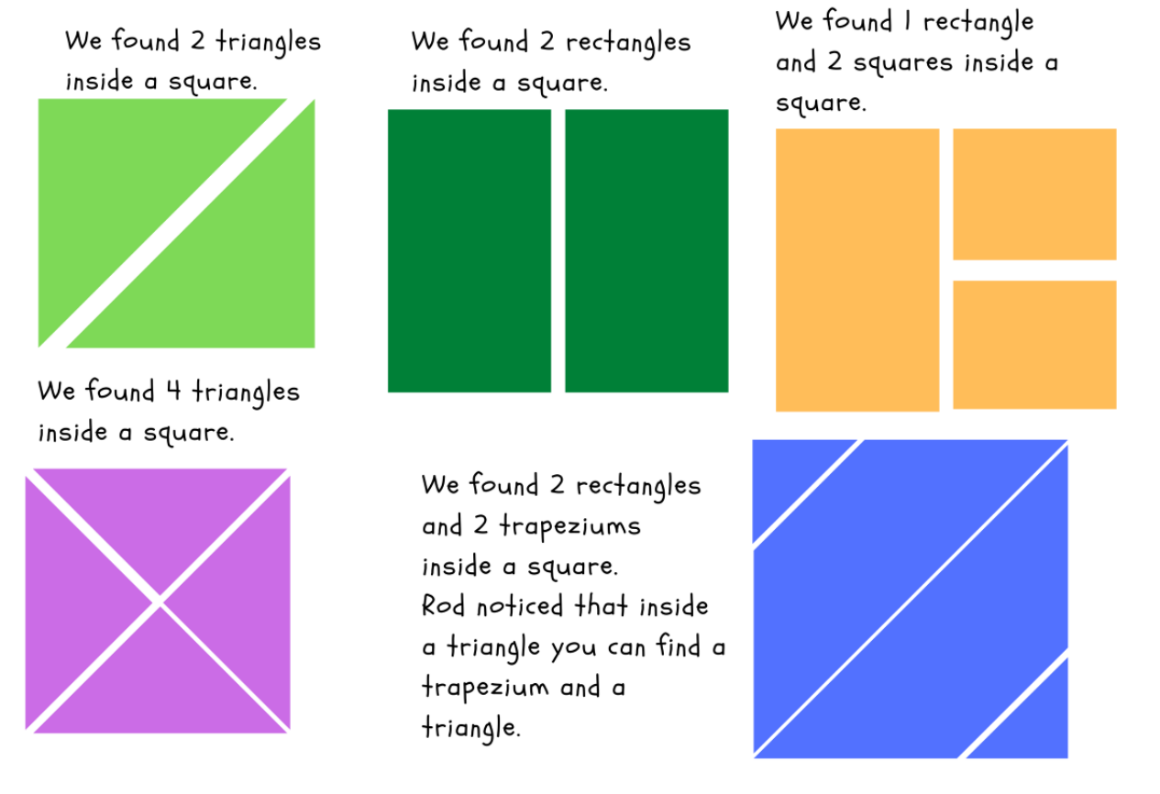 We found 2 triangles
inside a square.
We found 2 rectangles
inside a square.
We found 1 rectangle
and 2 squares inside a
square.
We found 4 triangles
inside a square.
We found 2 rectangles
and 2 trapeziums
inside a square.
Rod noticed that inside
a triangle you can find a
trapezium and a
triangle.